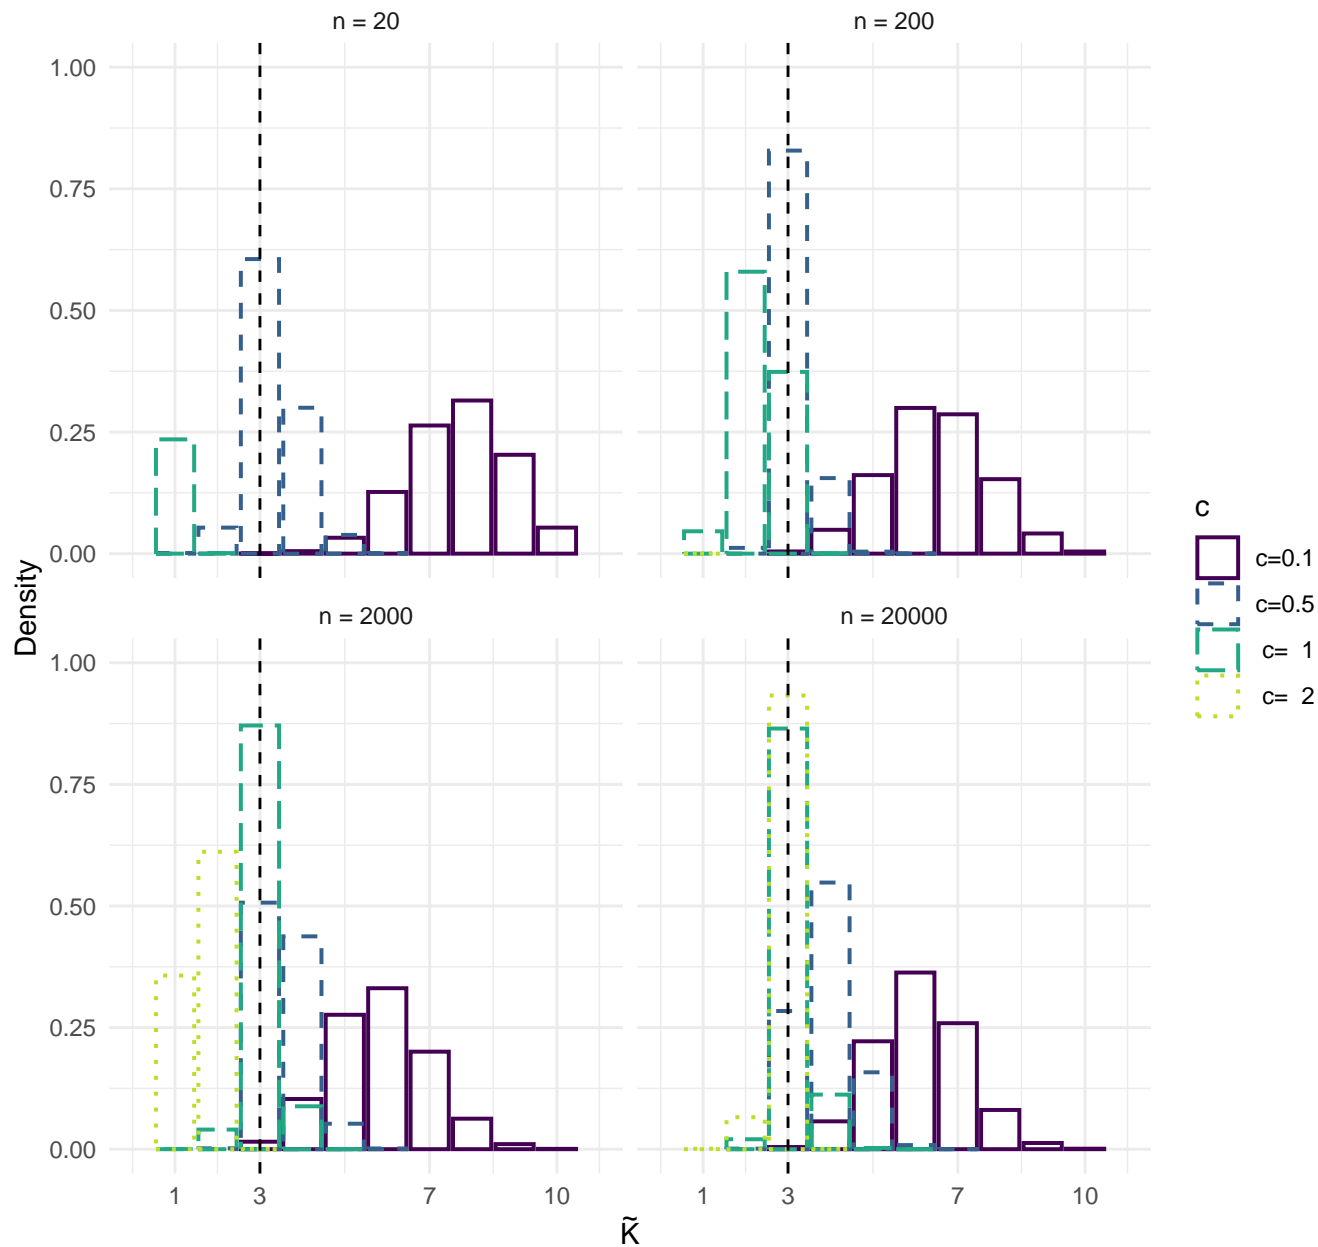 n = 20
n = 200
1.00
0.75
0.50
0.25
0.00
n = 2000
n = 20000
1.00
0.75
0.50
0.25
0.00
1 3 7 10
1 3 7 10
Density
K̃
c
c=0.1
c=0.5
c= 1
c= 2